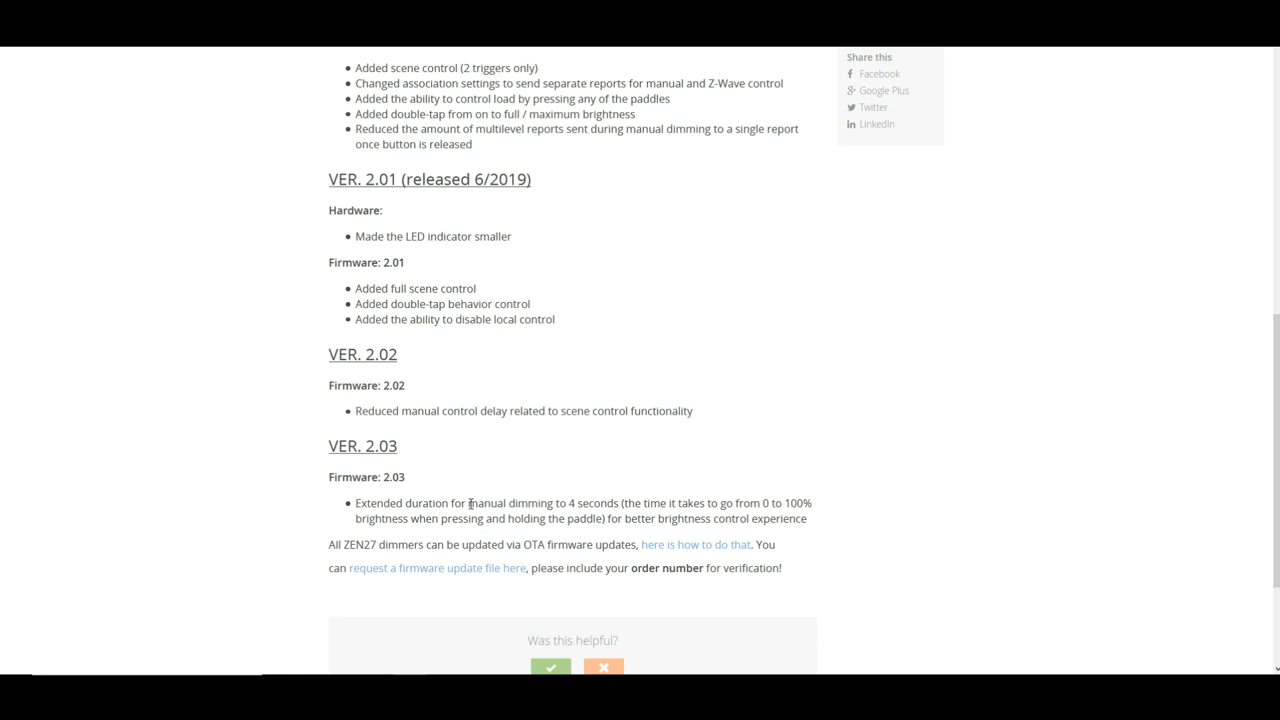 Added scene control (2 triggers only)
Changed association settings to send separate reports for manual and Z-Wave control
Added the ability to control load by pressing any of the paddles
Added double-tap from on to full / maximum brightness
Reduced the amount of multilevel reports sent during manual dimming to a single report
once button is released
VER. 2.01 (released 6/2019)
Hardware:
Made the LED indicator smaller
Firmware: 2.01
Added full scene control
Added double-tap behavior control
Added the ability to disable local control
VER. 2.02
Firmware: 2.02
Reduced manual control delay related to scene control functionality
VER. 2.03
Firmware: 2.03
Extended duration for manual dimming to 4 seconds (the time it takes to go from 0 to 100%
brightness when pressing and holding the paddle) for better brightness control experience
All ZEN27 dimmers can be updated via OTA firmware updates, here is how to do that. You
can request a firmware update file here, please include your order number for verification!
Was this helpful?
Share this
Facebook
Google Plus
Twitter
LinkedIn